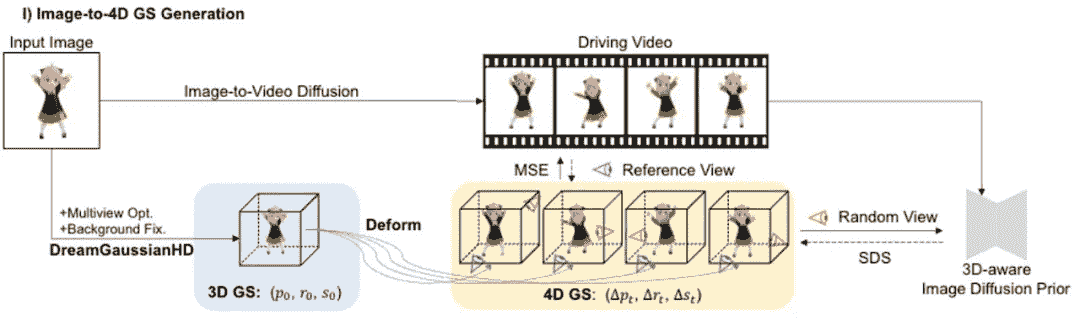 I) Image-to-4D GS Generation
Input Image
Driving Video
Image-to-Video Diffusion
MSE
Reference View
+Multiview Opt.
+Background Fix.
DreamGaussianHD
Deform
Random View
SDS
3D-aware
Image Diffusion Prior
3D GS: (p₀, r₀, s₀)
4D GS: (Δpₜ, Δrₜ, Δsₜ)